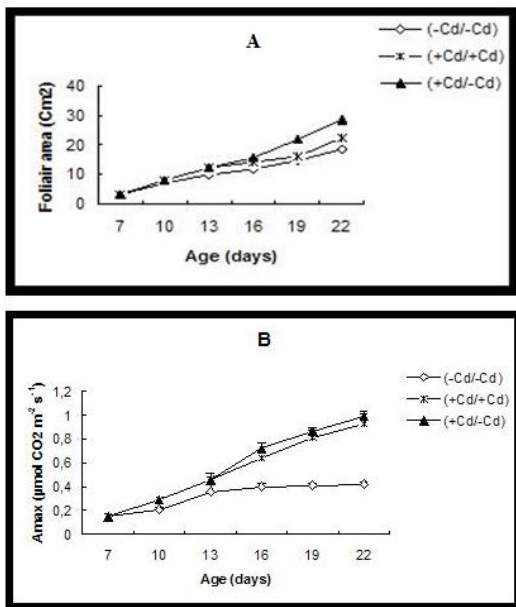 A
(-Cd/-Cd)
(+Cd/+Cd)
(+Cd/-Cd)
Foliair area (Cm2)
40
30
20
10
0
7 10 13 16 19 22
Age (days)
B
(-Cd/-Cd)
(+Cd/+Cd)
(+Cd/-Cd)
Amax (µmol CO2 m-2 s-1)
1,2
1
0,8
0,6
0,4
0,2
0
7 10 13 16 19 22
Age (days)